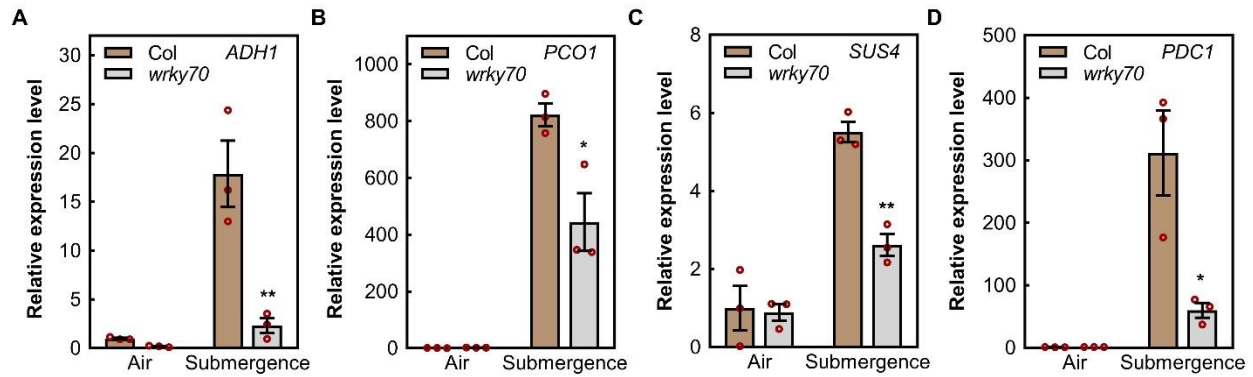 A
Relative expression level
30
25
20
15
10
5
0
Col
wrky70
ADH1
**
Air
Submergence
B
Relative expression level
1000
800
600
400
200
0
Col
wrky70
PCO1
*
Air
Submergence
C
Relative expression level
8
6
4
2
0
Col
wrky70
SUS4
**
Air
Submergence
D
Relative expression level
500
400
300
200
100
0
Col
wrky70
PDC1
*
Air
Submergence